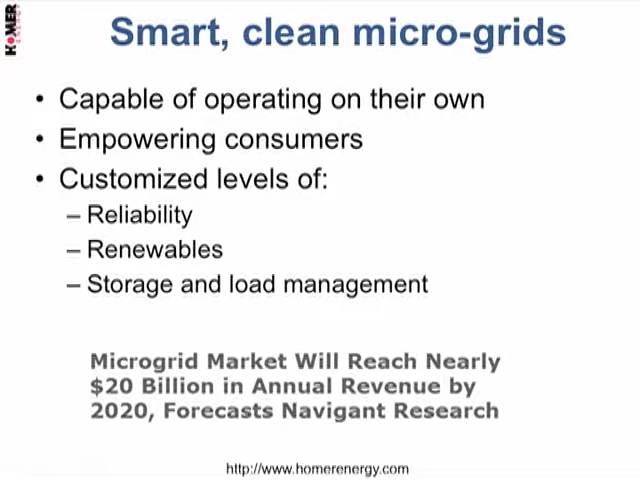 HOMER
ENERGY
Smart, clean micro-grids
• Capable of operating on their own
• Empowering consumers
• Customized levels of:
– Reliability
– Renewables
– Storage and load management
Microgrid Market Will Reach Nearly
$20 Billion in Annual Revenue by
2020, Forecasts Navigant Research
http://www.homerenergy.com